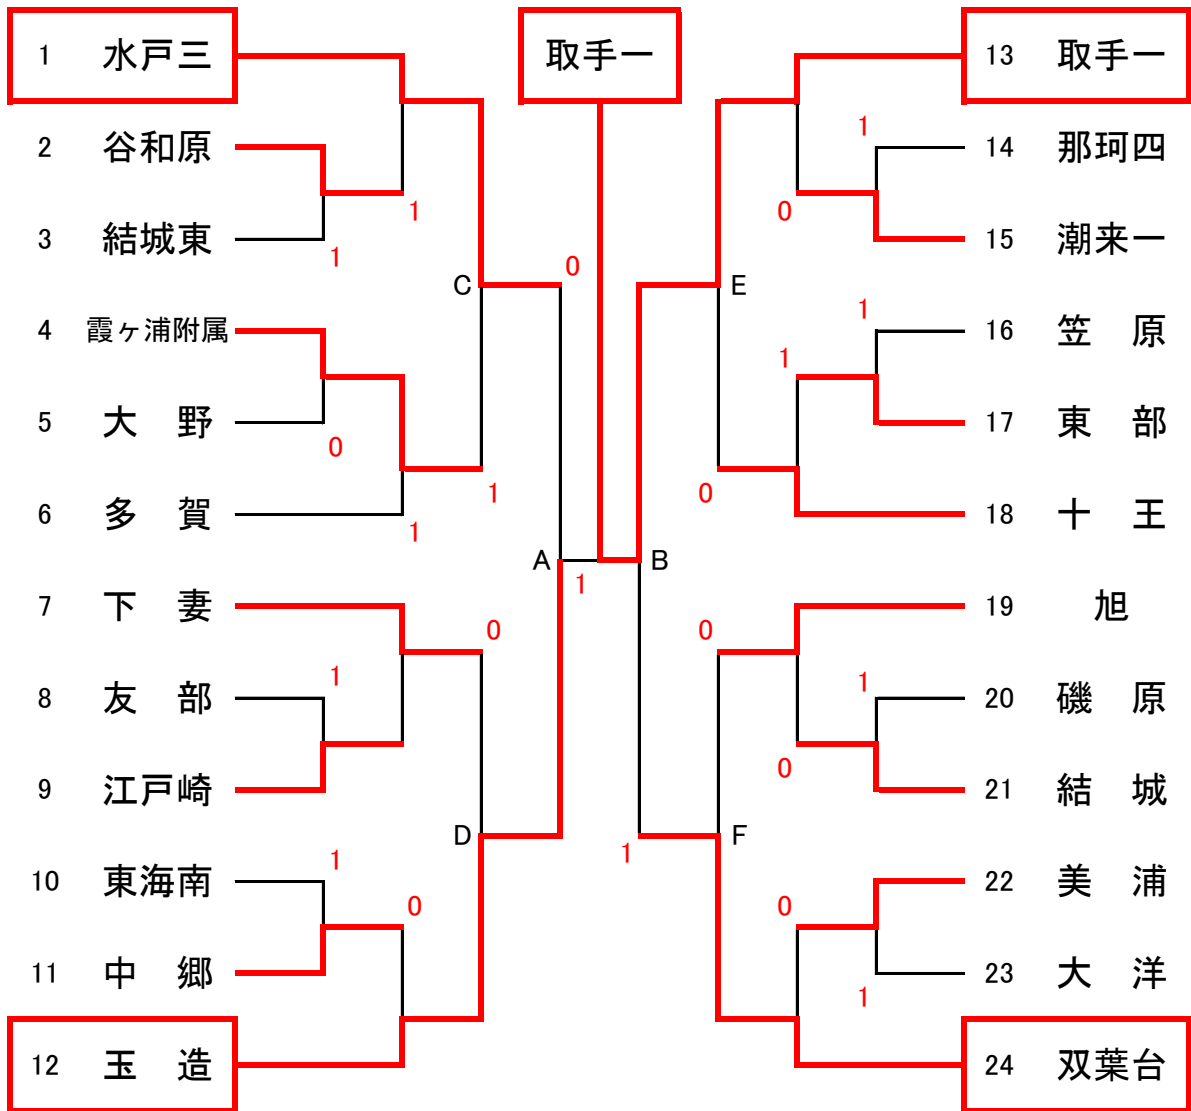 1 水戸三
2 谷和原
3 結城東
4 霞ヶ浦附属
5 大 野
6 多 賀
7 下 妻
8 友 部
9 江戸崎
10 東海南
11 中 郷
12 玉 造
1
1
0
1
1
1
1
0
0
C
D
0
A
1
取手一
B
1
E
F
0
0
0
1
0
0
1
1
1
1
13 取手一
14 那珂四
15 潮来一
16 笠 原
17 東 部
18 十 王
19 旭
20 磯 原
21 結 城
22 美 浦
23 大 洋
24 双葉台